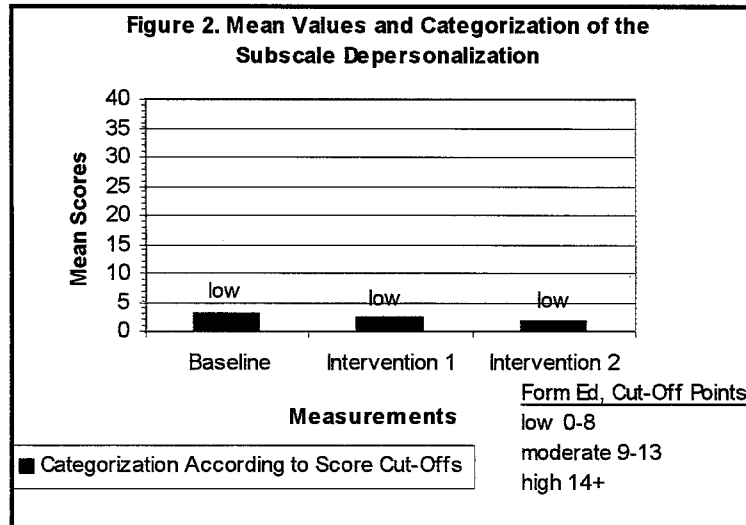 Figure 2. Mean Values and Categorization of the
Subscale Depersonalization
40
35
30
25
20
15
10
5
0
Mean Scores
low
low
low
Baseline
Intervention 1
Intervention 2
Measurements
Categorization According to Score Cut-Offs
Form Ed, Cut-Off Points
low 0-8
moderate 9-13
high 14+